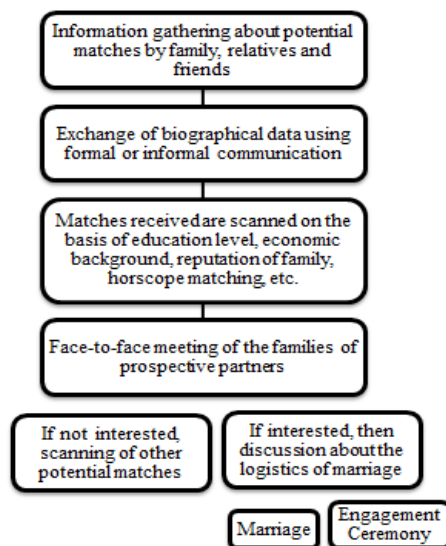 Information gathering about potential
matches by family, relatives and
friends
Exchange of biographical data using
formal or informal communication
Matches received are scanned on the
basis of education level, economic
background, reputation of family,
horscope matching, etc.
Face-to-face meeting of the families of
prospective partners
If not interested,
scanning of other
potential matches
If interested, then
discussion about the
logistics of marriage
Marriage
Engagement
Ceremony